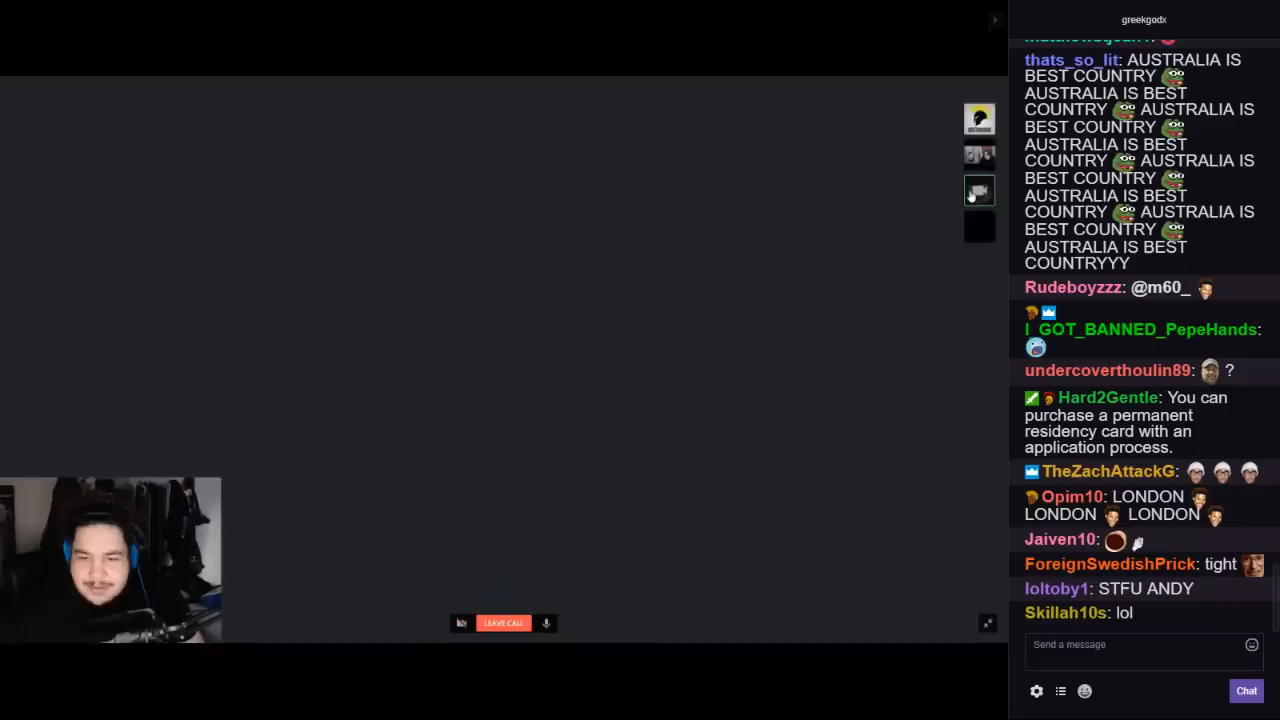 greekgodx
thats_so_lit: AUSTRALIA IS
BEST COUNTRY
AUSTRALIA IS BEST
COUNTRY AUSTRALIA IS
BEST COUNTRY
AUSTRALIA IS BEST
COUNTRY AUSTRALIA IS
BEST COUNTRY
AUSTRALIA IS BEST
COUNTRY AUSTRALIA IS
BEST COUNTRY
AUSTRALIA IS BEST
COUNTRYYY
Rudeboyzzz: @m60_
I_GOT_BANNED_PepeHands:
undercoverthoulin89: ?
Hard2Gentle: You can
purchase a permanent
residency card with an
application process.
TheZachAttackG:
Opim10: LONDON
LONDON LONDON
Jaiven10:
ForeignSwedishPrick: tight
loltoby1: STFU ANDY
Skillah10s: lol
Send a message
Chat
LEAVE CALL